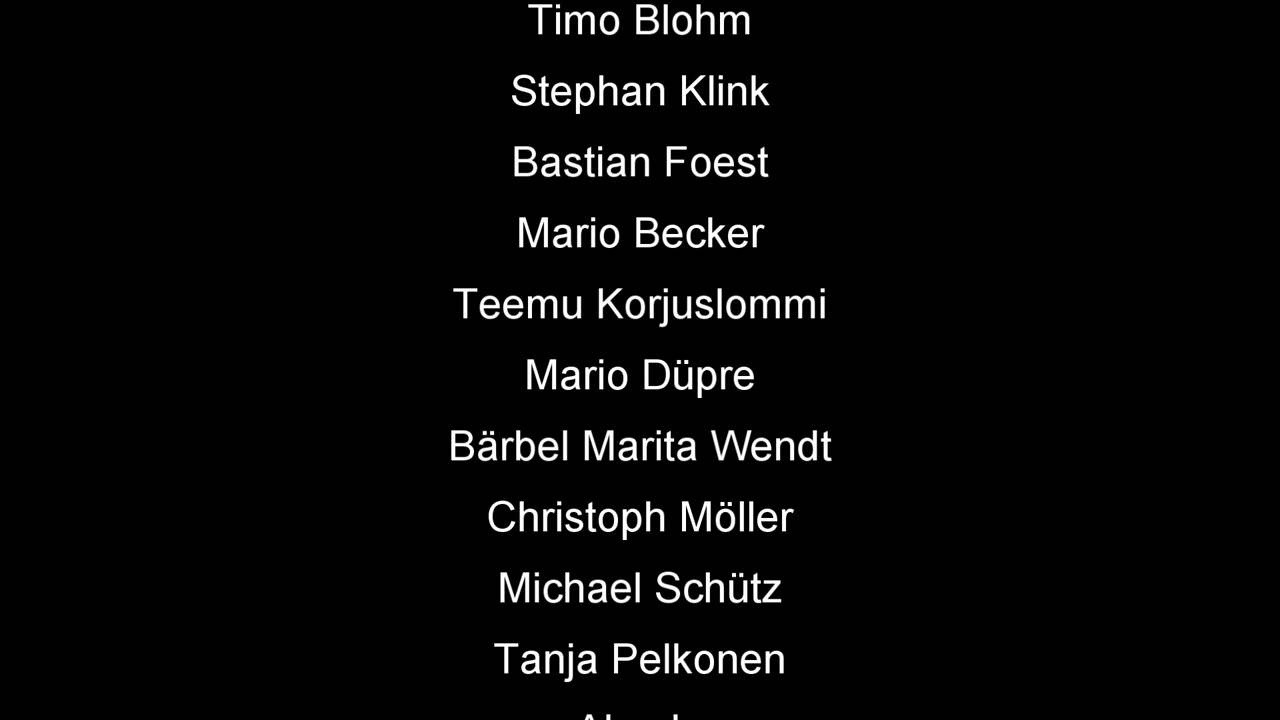 Timo Blohm
Stephan Klink
Bastian Foest
Mario Becker
Teemu Korjuslommi
Mario Düpre
Bärbel Marita Wendt
Christoph Möller
Michael Schütz
Tanja Pelkonen